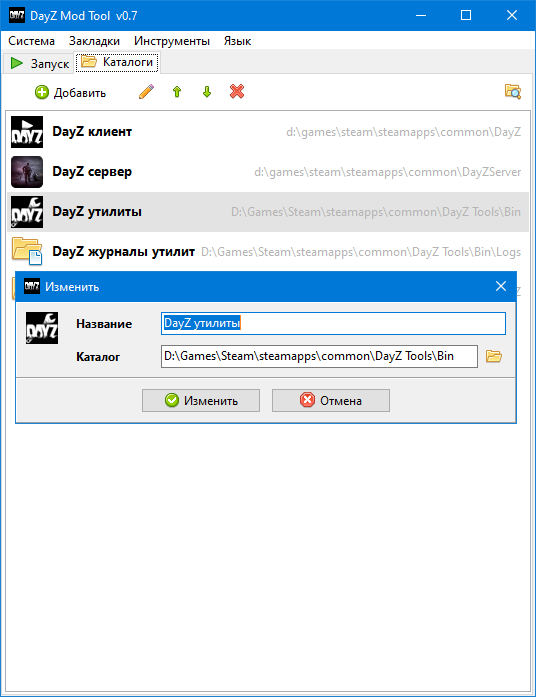 DayZ Mod Tool v0.7
Система Закладки Инструменты Язык
Запуск Каталоги
Добавить
DayZ клиент d:\games\steam\steamapps\common\DayZ
DayZ сервер d:\games\steam\steamapps\common\DayZServer
DayZ утилиты D:\Games\Steam\steamapps\common\DayZ Tools\Bin
DayZ журналы утилит D:\Games\Steam\steamapps\common\DayZ Tools\Bin\Logs
Изменить
Название DayZ утилиты
Каталог D:\Games\Steam\steamapps\common\DayZ Tools\Bin
Изменить Отмена